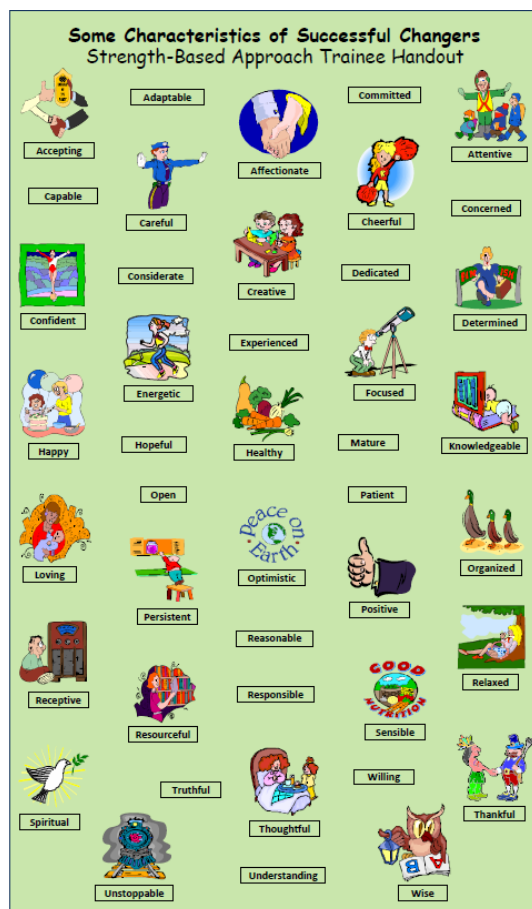 Some Characteristics of Successful Changers
Strength-Based Approach Trainee Handout
Adaptable
Committed
Accepting
Affectionate
Attentive
Capable
Careful
Cheerful
Concerned
Considerate
Creative
Dedicated
Confident
Determined
Experienced
Energetic
Focused
Happy
Hopeful
Healthy
Mature
Knowledgeable
Open
Patient
Peace on Earth
Loving
Optimistic
Organized
Persistent
Positive
Reasonable
GOOD
NUTRITION
Receptive
Responsible
Relaxed
Resourceful
Sensible
Truthful
Willing
Spiritual
Thoughtful
Thankful
A B
Unstoppable
Understanding
Wise